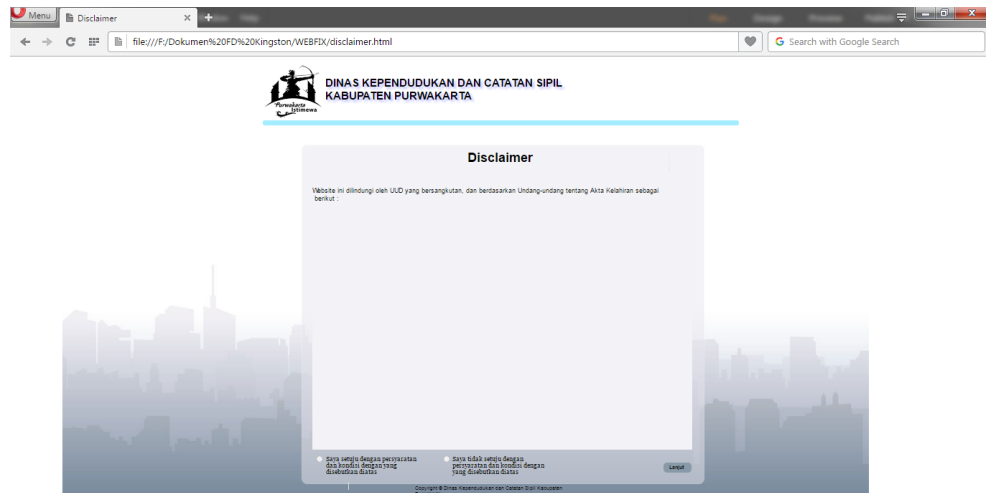 Menu
Disclaimer
file:///F:/Dokumen%20FD%20Kingston/WEBFIX/disclaimer.html
Search with Google Search
Purwakarta
Istimewa
DINAS KEPENDUDUKAN DAN CATATAN SIPIL
KABUPATEN PURWAKARTA
Disclaimer
Website ini dilindungi oleh UUD yang bersangkutan, dan berdasarkan Undang-undang tentang Akta Kelahiran sebagai
berikut :
Saya setuju dengan persyaratan
dan kondisi dengan yang
disebutkan diatas
Saya tidak setuju dengan
persyaratan dan kondisi dengan
yang disebutkan diatas
Lanjut
Copyright © Dinas Kependudukan dan Catatan Sipil Kabupaten